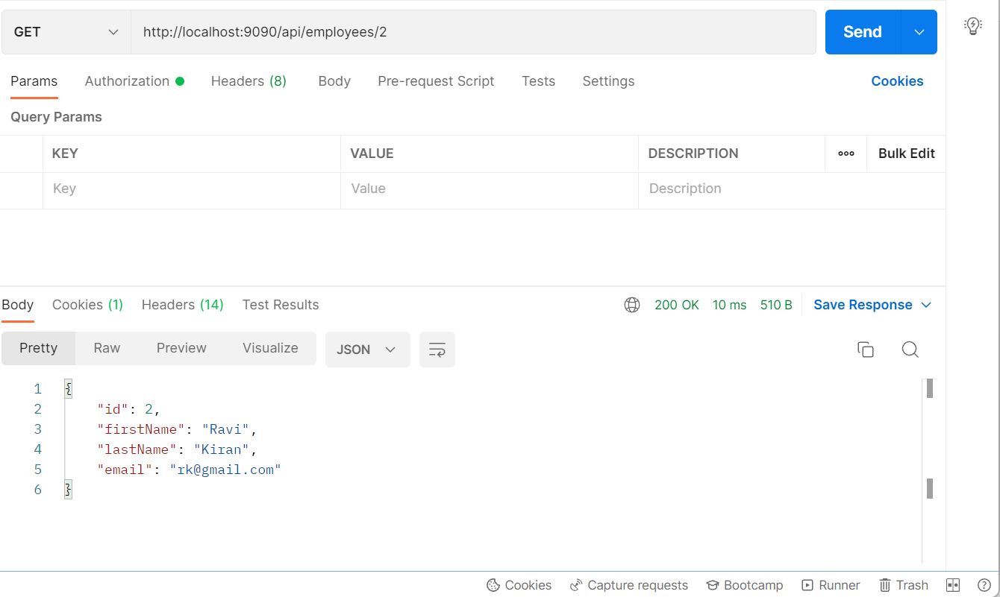 GET http://localhost:9090/api/employees/2 Send
Params Authorization Headers (8) Body Pre-request Script Tests Settings Cookies
Query Params
KEY VALUE DESCRIPTION Bulk Edit
Key Value Description
Body Cookies (1) Headers (14) Test Results 200 OK 10 ms 510 B Save Response
Pretty Raw Preview Visualize JSON
1 {
2 "id": 2,
3 "firstName": "Ravi",
4 "lastName": "Kiran",
5 "email": "rk@gmail.com"
6 }
Cookies Capture requests Bootcamp Runner Trash